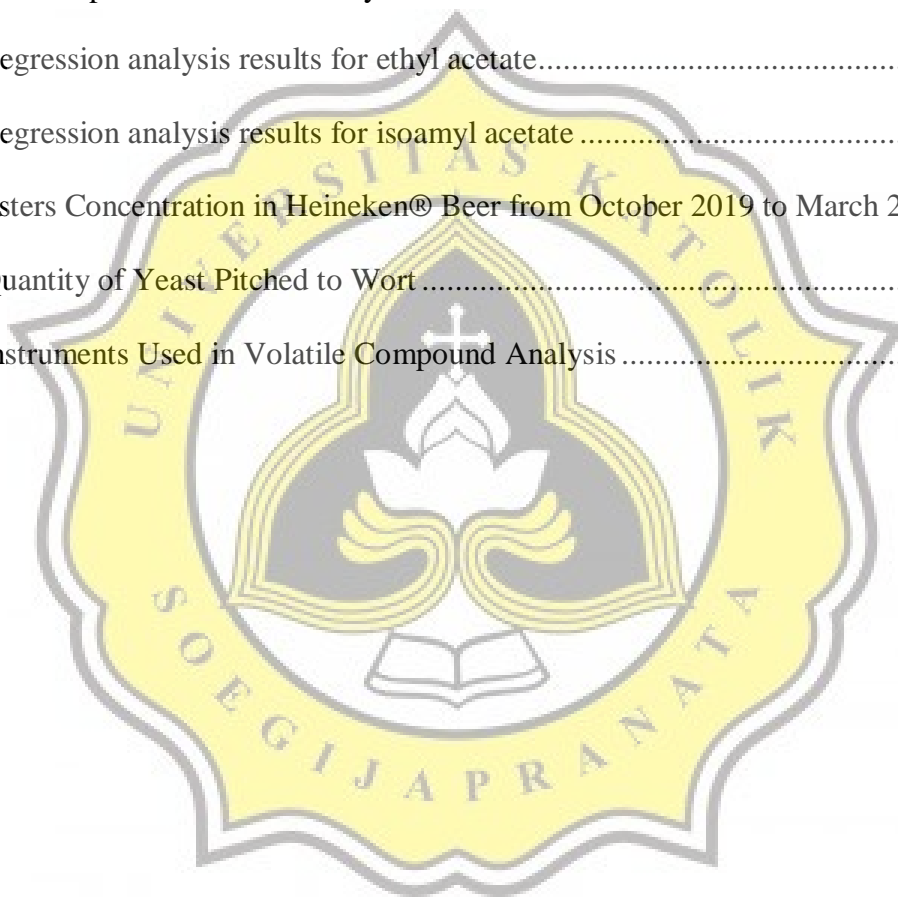 egression analysis results for ethyl acetate
egression analysis results for isoamyl acetate
sters Concentration in Heineken® Beer from October 2019 to March 2
uantity of Yeast Pitched to Wort
nstruments Used in Volatile Compound Analysis
UNIVERSITAS KATOLIK
SOEGIJAPRANATA